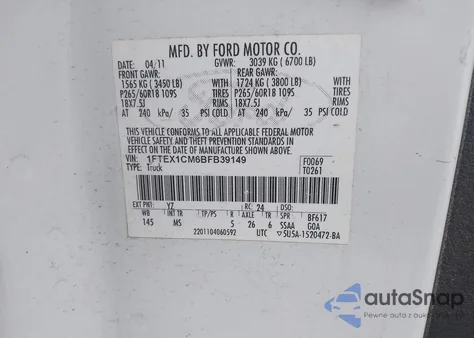 MFD. BY FORD MOTOR CO.
DATE: 04/11 GVWR: 3039 KG ( 6700 LB)
FRONT GAWR: REAR GAWR:
1565 KG ( 3450 LB) WITH 1724 KG ( 3800 LB) WITH
P265/60R18 109S TIRES P265/60R18 109S TIRES
18X7.5J RIMS 18X7.5J RIMS
AT 240 kPa/ 35 PSI COLD AT 240 kPa/ 35 PSI COLD
THIS VEHICLE CONFORMS TO ALL APPLICABLE FEDERAL MOTOR
VEHICLE SAFETY AND THEFT PREVENTION STANDARDS IN
EFFECT ON THE DATE OF MANUFACTURE SHOWN ABOVE.
VIN: 1FTEX1CM6BFB39149 F0069
TYPE: Truck T0261
EXT PNT: YZ RC: 24 DSO:
WB INT TR TP/PS R AXLE TR SPR BF617
145 MS 5 26 6 SSAA GOA
2201104060592 UTC 5U5A-1520472-BA
autoSnap
Pewne auto z USA